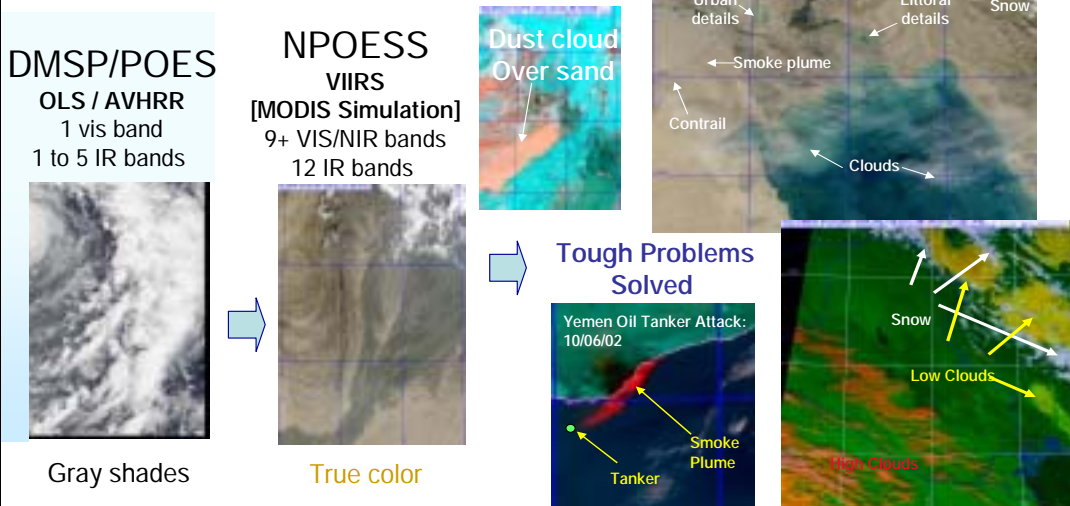 DMSP/POES
OLS / AVHRR
1 vis band
1 to 5 IR bands
Gray shades
NPOESS
VIIRS
[MODIS Simulation]
9+ VIS/NIR bands
12 IR bands
True color
Dust cloud
Over sand
Urban
details
Littoral
details
Snow
Smoke plume
Contrail
Clouds
Tough Problems
Solved
Yemen Oil Tanker Attack:
10/06/02
Smoke
Plume
Tanker
Snow
Low Clouds
High Clouds